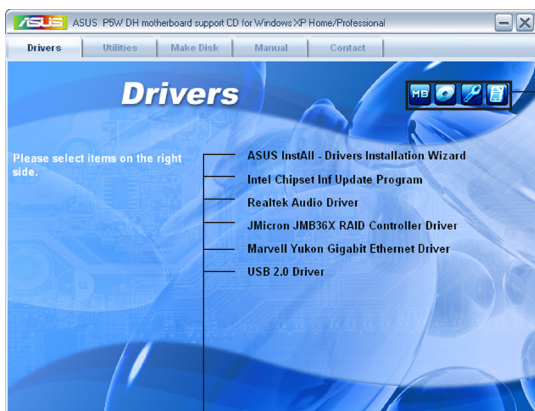 ASUS ASUS P5W DH motherboard support CD for Windows XP Home/Professional
Drivers Utilities Make Disk Manual Contact
Drivers
MB
Please select items on the right
side.
ASUS InstAll - Drivers Installation Wizard
Intel Chipset Inf Update Program
Realtek Audio Driver
JMicron JMB36X RAID Controller Driver
Marvell Yukon Gigabit Ethernet Driver
USB 2.0 Driver